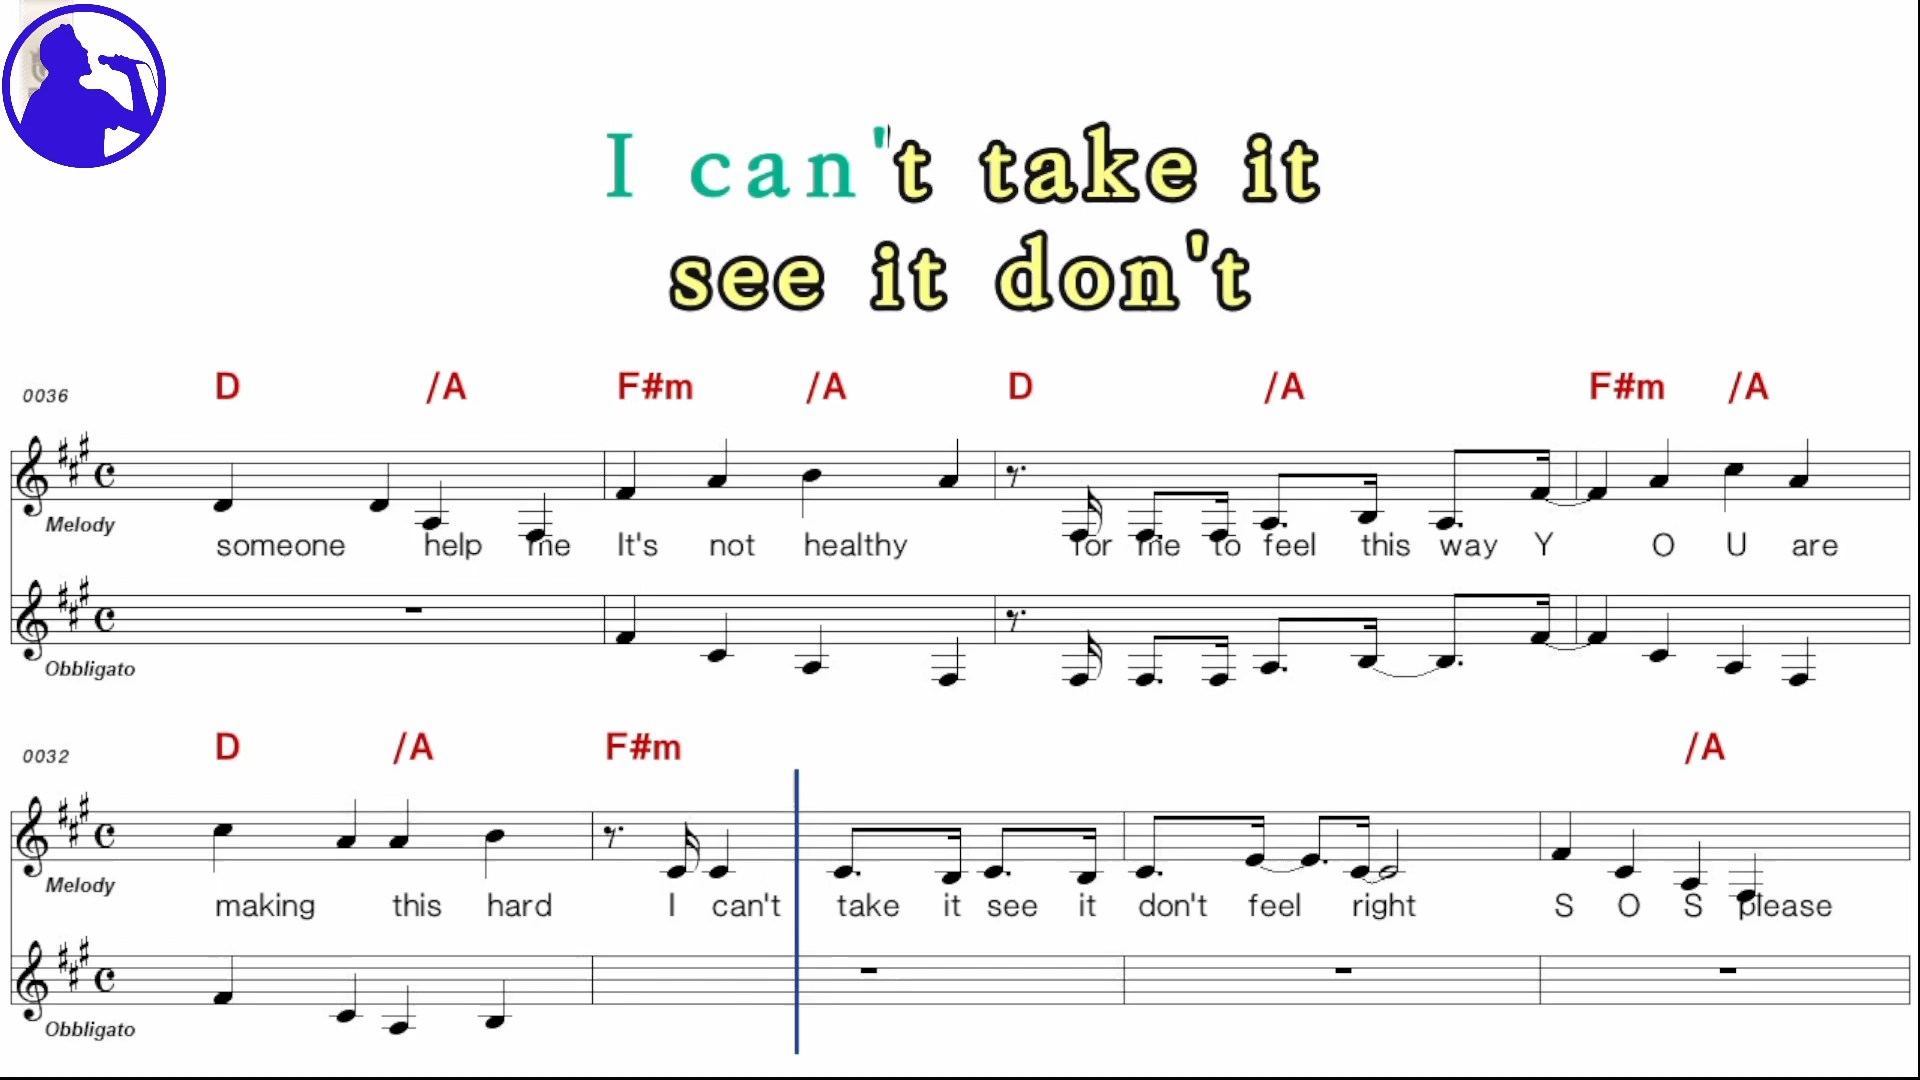 I can't take it
see it don't
0036 D /A F#m /A D /A F#m /A
Melody
someone help me It's not healthy for me to feel this way Y O U are
Obbligato
0032 D /A F#m /A
Melody
making this hard I can't take it see it don't feel right S O S please
Obbligato